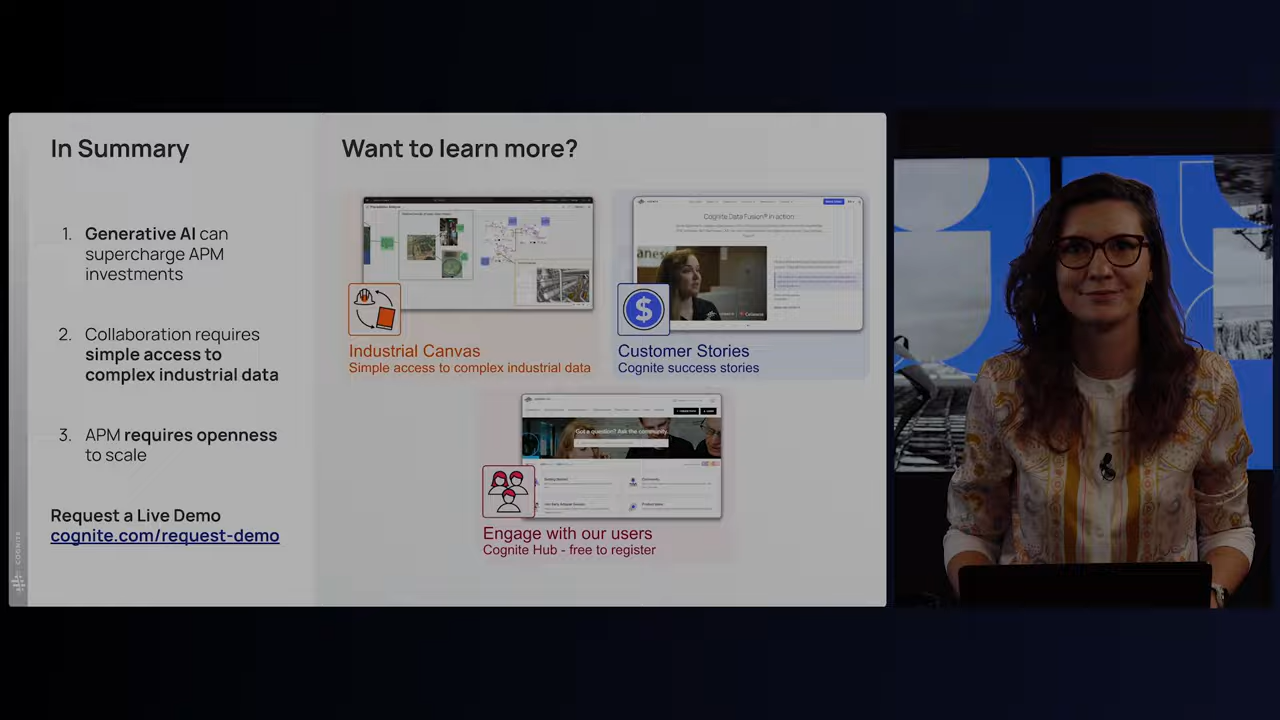 In Summary
1. Generative AI can
supercharge APM
investments
2. Collaboration requires
simple access to
complex industrial data
3. APM requires openness
to scale
Request a Live Demo
cognite.com/request-demo
COGNITE
Want to learn more?
Industrial Canvas
Simple access to complex industrial data
Cognite Data Fusion® in action
$
Customer Stories
Cognite success stories
Got a question? Ask the community.
Engage with our users
Cognite Hub - free to register